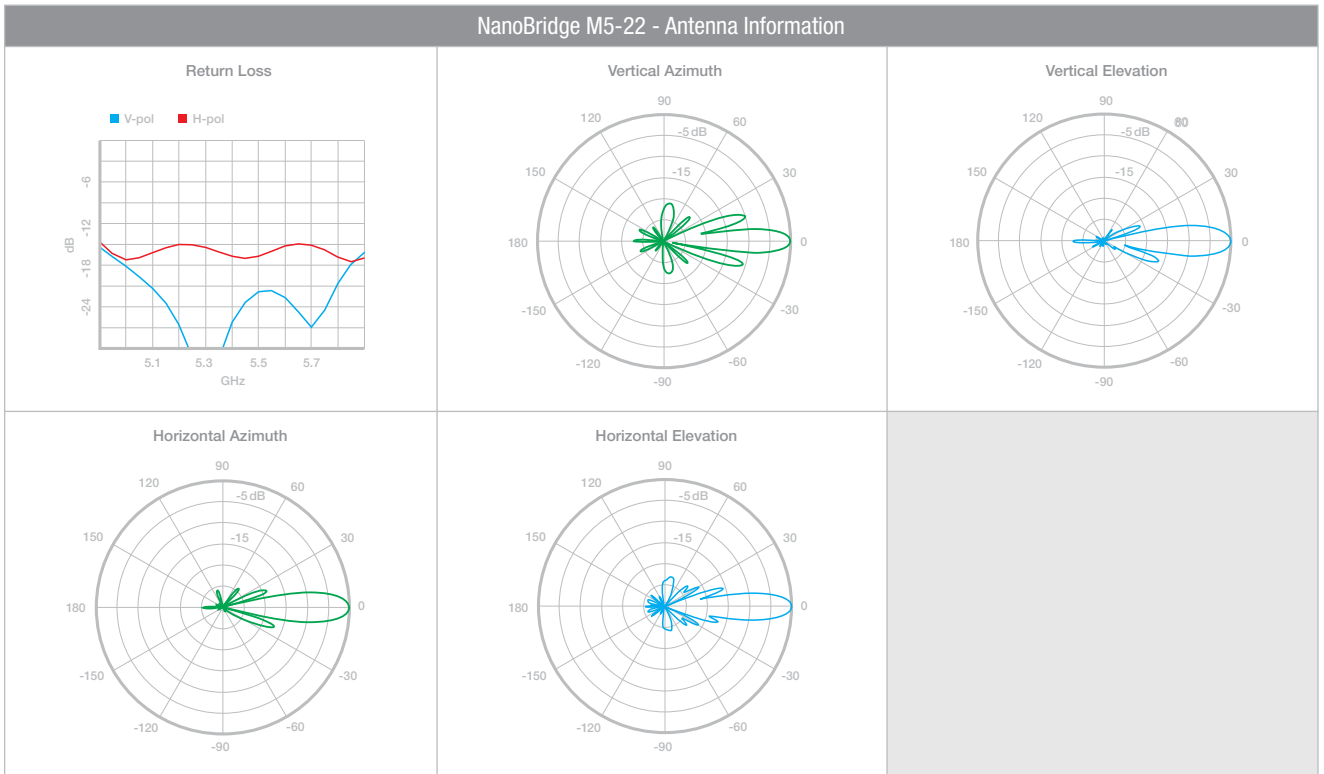 NanoBridge M5-22 - Antenna Information
Return Loss
V-pol H-pol
-6
-12
-18
-24
dB
5.1 5.3 5.5 5.7
GHz
Vertical Azimuth
90
120 60
-5 dB
150 -15 30
180 0
-150 -30
-120 -60
-90
Vertical Elevation
90
120
-5 dB
150 -15 30
180 0
-150 -30
-120 -60
-90
Horizontal Azimuth
90
120 60
-5 dB
150 -15 30
180 0
-150 -30
-120 -60
-90
Horizontal Elevation
90
120 60
-5 dB
150 -15 30
180 0
-150 -30
-120 -60
-90